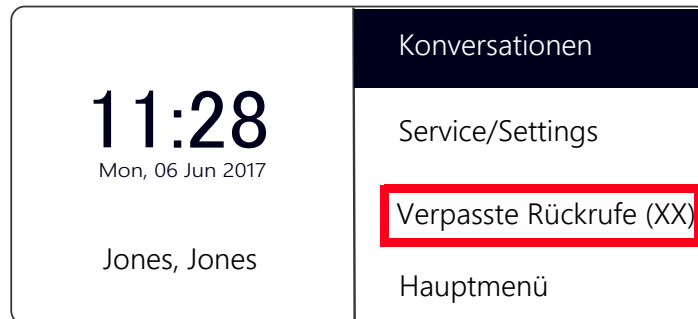 11:28
Mon, 06 Jun 2017
Jones, Jones
Konversationen
Service/Settings
Verpasste Rückrufe (XX)
Hauptmenü